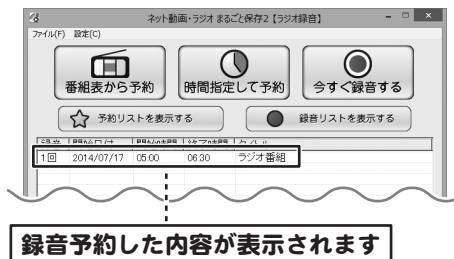 ネット動画・ラジオ まるごと保存2【ラジオ録音】
ファイル(F) 設定(C)
番組表から予約 時間指定して予約 今すぐ録音する
予約リストを表示する 録音リストを表示する
1回 2014/07/17 05:00 06:30 ラジオ番組
録音予約した内容が表示されます